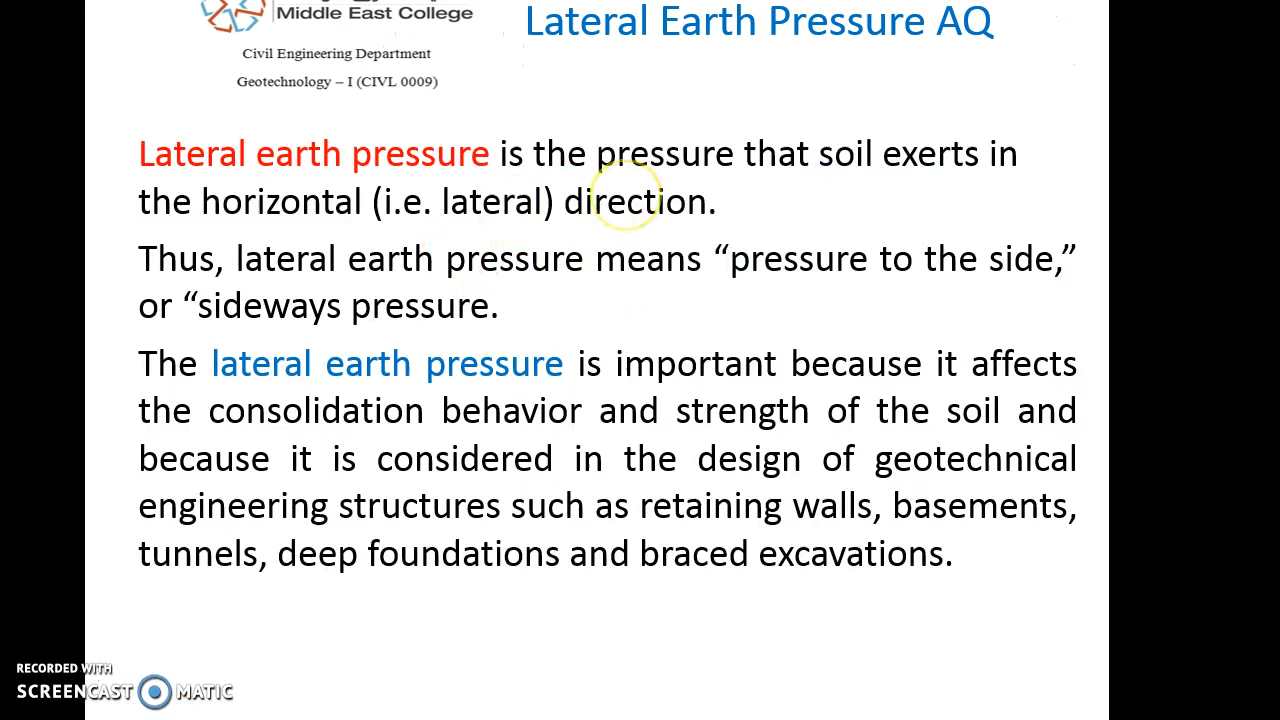 Middle East College
Lateral Earth Pressure AQ
Civil Engineering Department
Geotechnology – I (CIVL 0009)
Lateral earth pressure is the pressure that soil exerts in
the horizontal (i.e. lateral) direction.
Thus, lateral earth pressure means “pressure to the side,”
or “sideways pressure.
The lateral earth pressure is important because it affects
the consolidation behavior and strength of the soil and
because it is considered in the design of geotechnical
engineering structures such as retaining walls, basements,
tunnels, deep foundations and braced excavations.
RECORDED WITH
SCREENCAST MATIC